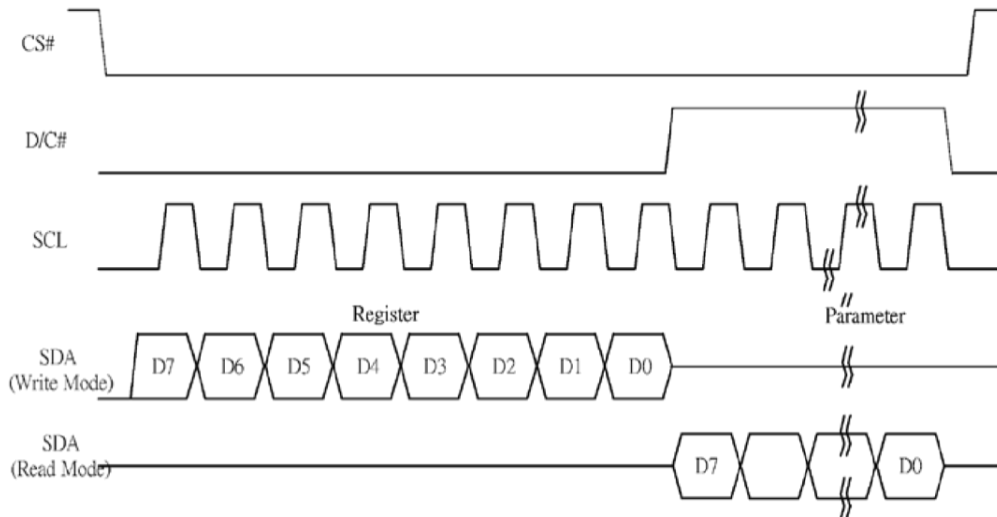 CS#
D/C#
SCL
Register Parameter
SDA
(Write Mode)
D7 D6 D5 D4 D3 D2 D1 D0
SDA
(Read Mode)
D7 D0